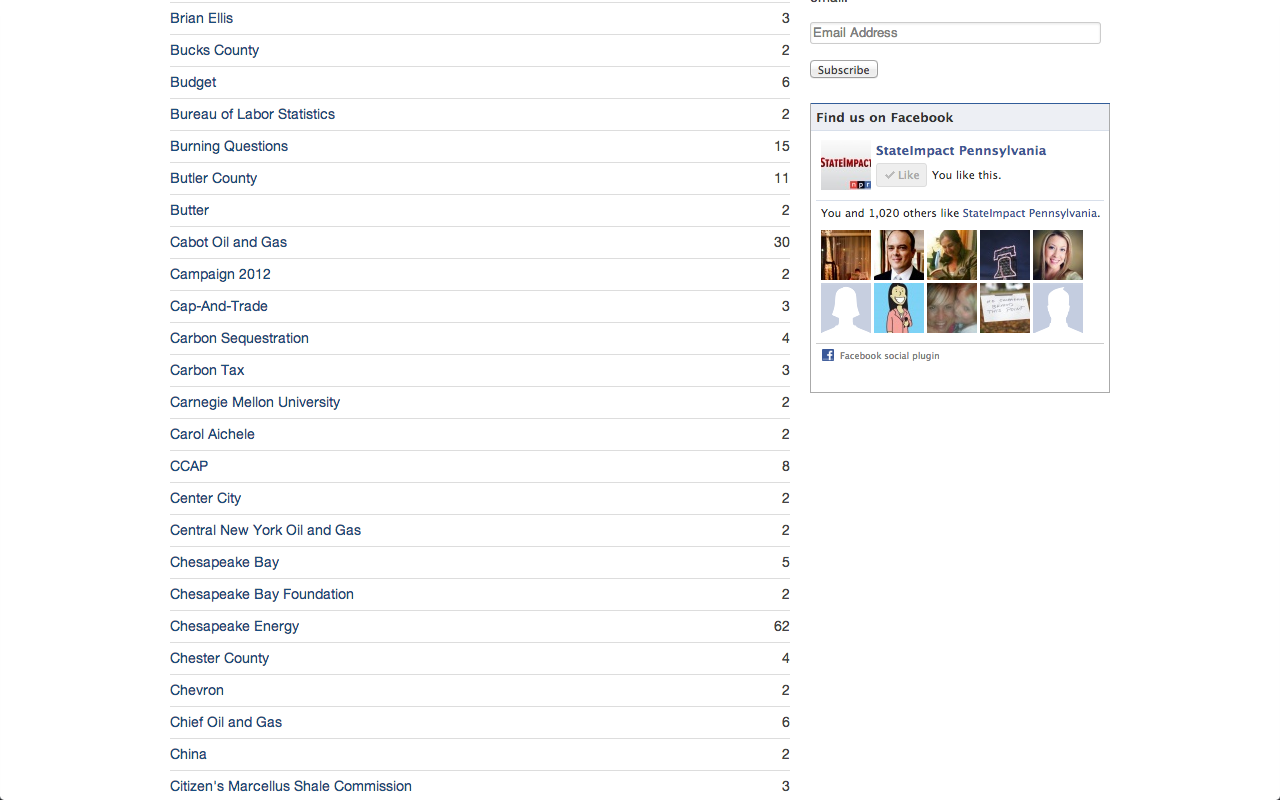 Brian Ellis 3
Bucks County 2
Budget 6
Bureau of Labor Statistics 2
Burning Questions 15
Butler County 11
Butter 2
Cabot Oil and Gas 30
Campaign 2012 2
Cap-And-Trade 3
Carbon Sequestration 4
Carbon Tax 3
Carnegie Mellon University 2
Carol Aichele 2
CCAP 8
Center City 2
Central New York Oil and Gas 2
Chesapeake Bay 5
Chesapeake Bay Foundation 2
Chesapeake Energy 62
Chester County 4
Chevron 2
Chief Oil and Gas 6
China 2
Citizen's Marcellus Shale Commission 3
Email Address
Subscribe
Find us on Facebook
STATEIMPACT
npr
StateImpact Pennsylvania
Like You like this.
You and 1,020 others like StateImpact Pennsylvania.
Facebook social plugin